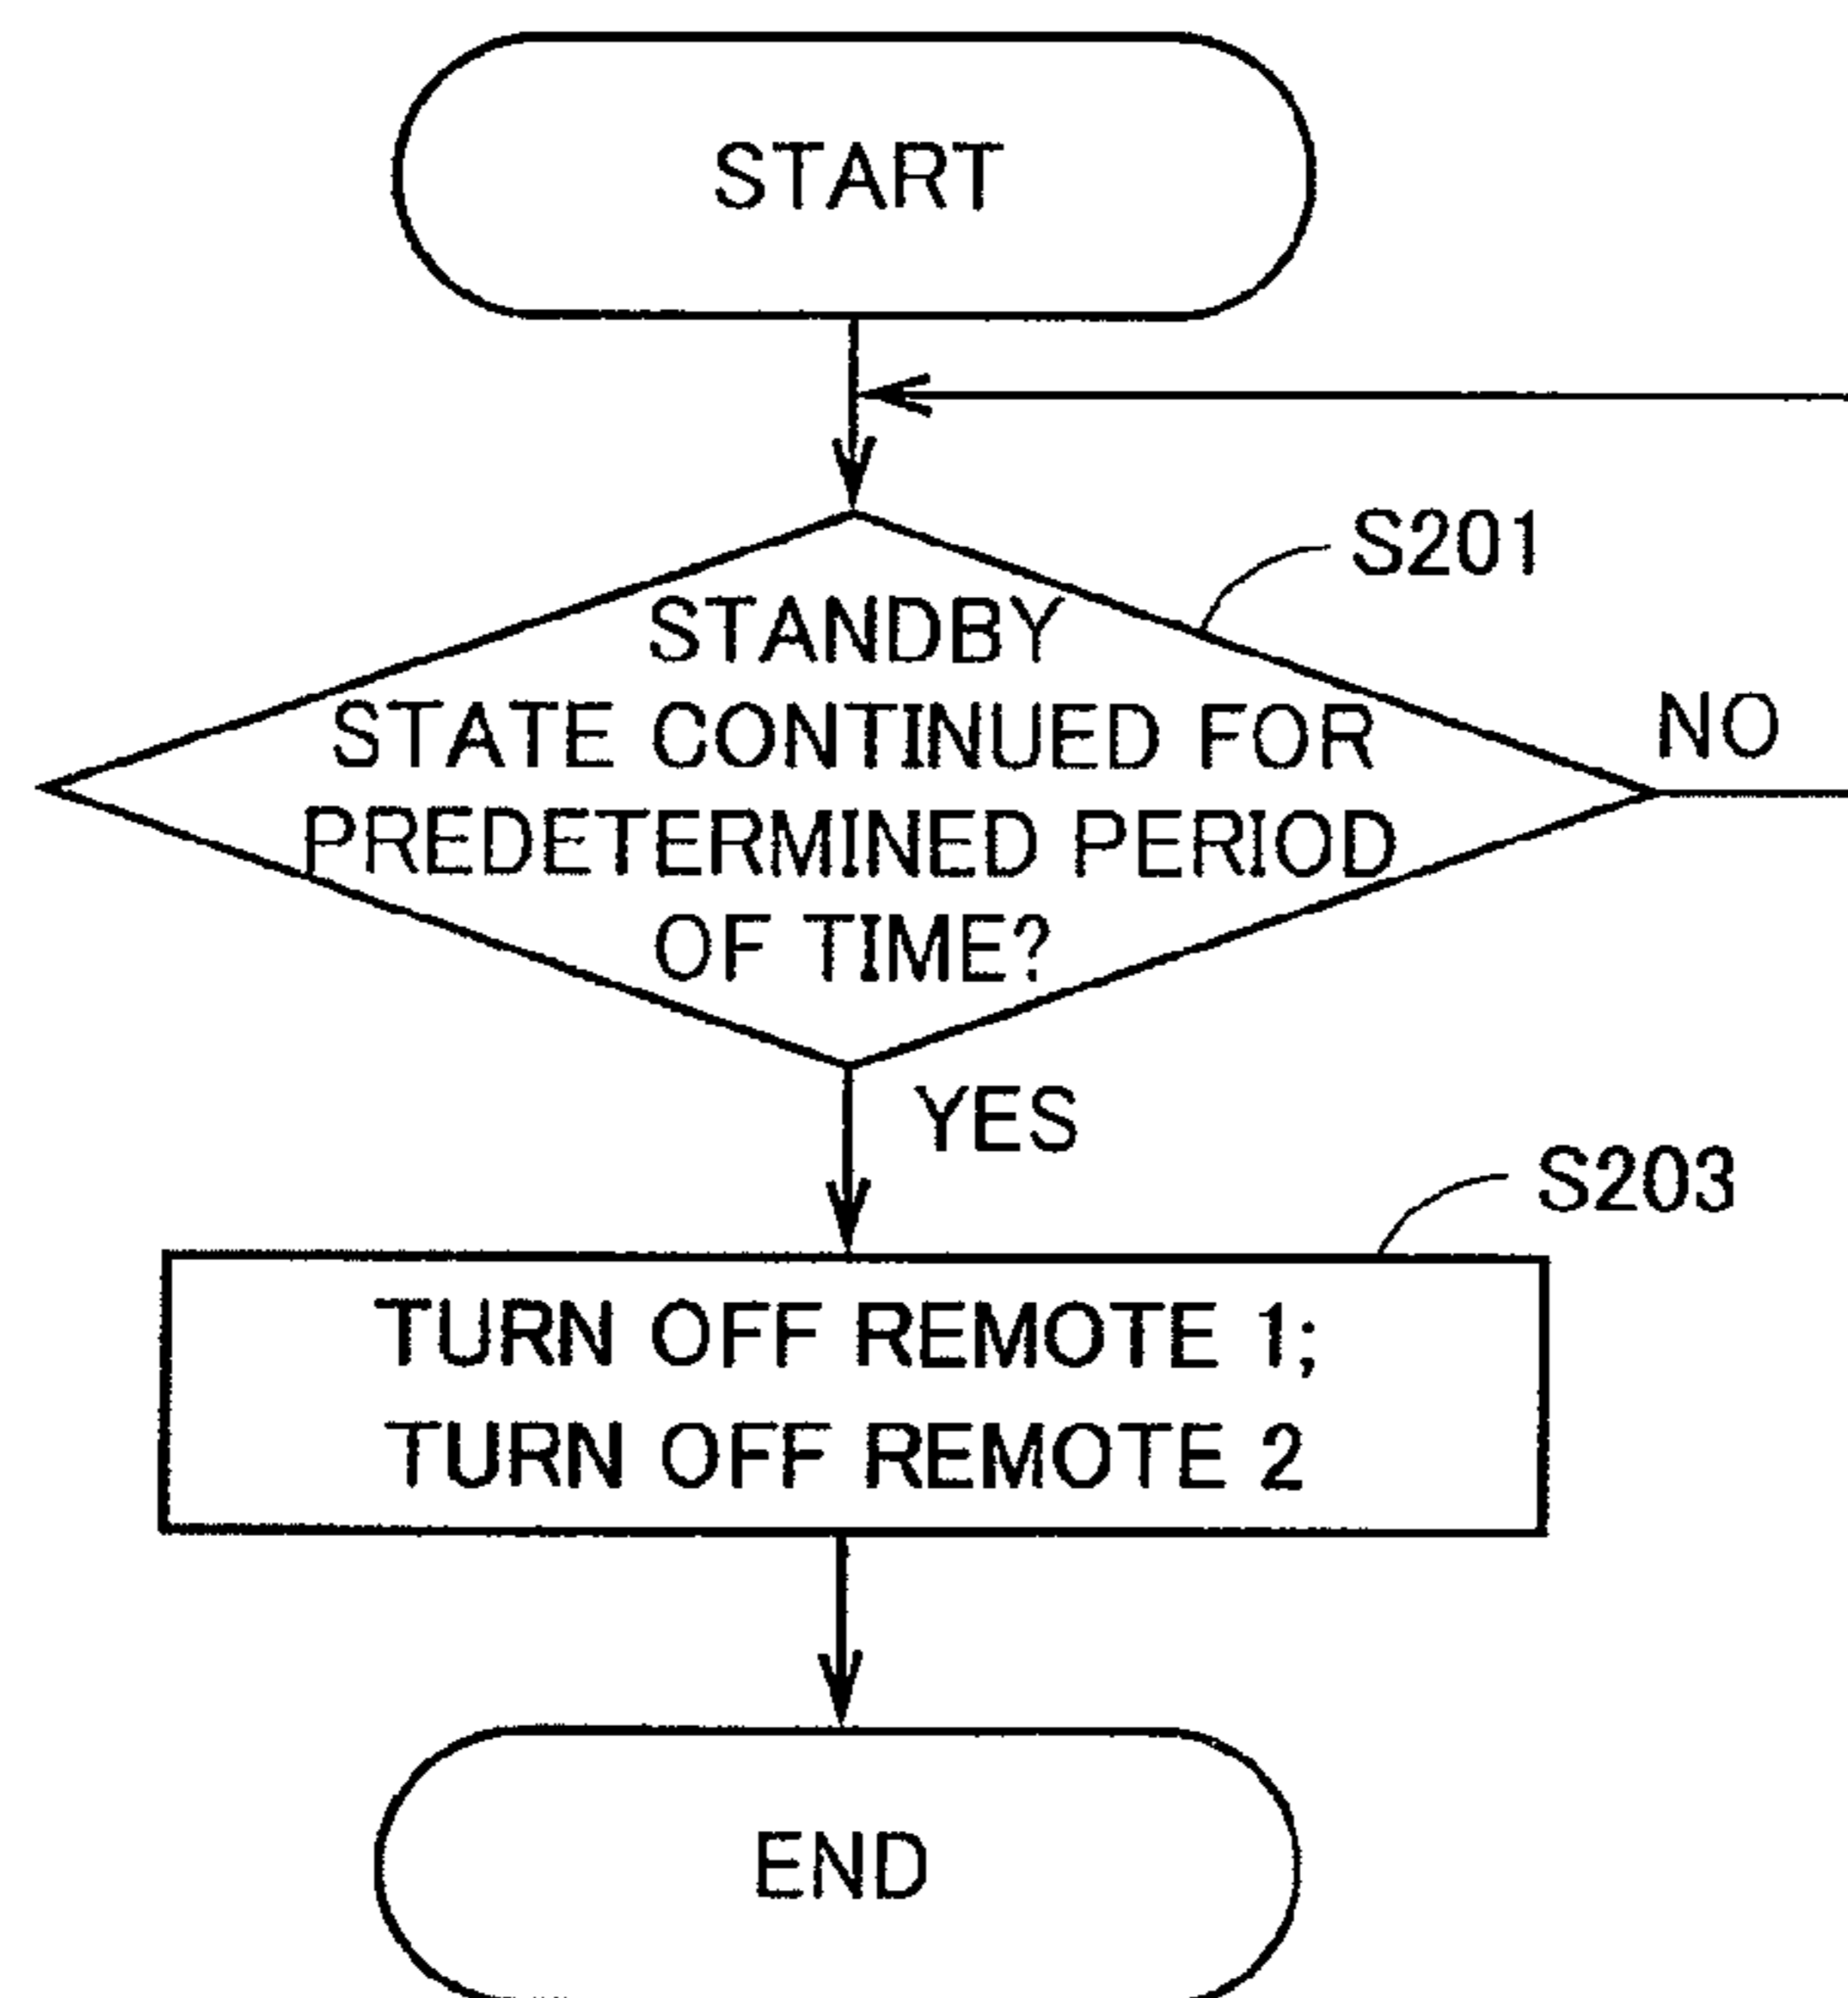 START
S201
STANDBY
STATE CONTINUED FOR
PREDETERMINED PERIOD
OF TIME?
NO
YES
S203
TURN OFF REMOTE 1;
TURN OFF REMOTE 2
END